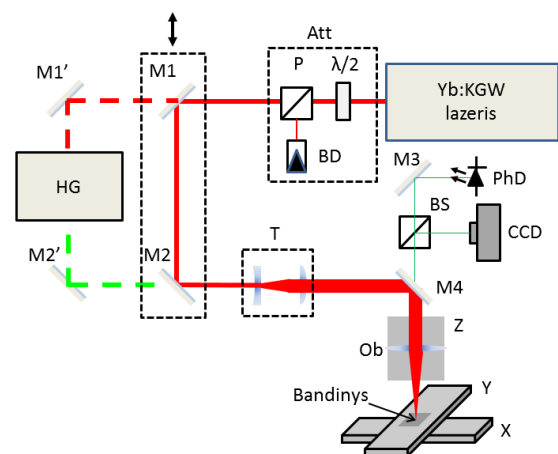 Att
M1'
M1
P
λ/2
Yb:KGW
lazeris
BD
HG
M3
PhD
BS
CCD
M2'
M2
T
M4
Z
Ob
Bandinys
Y
X